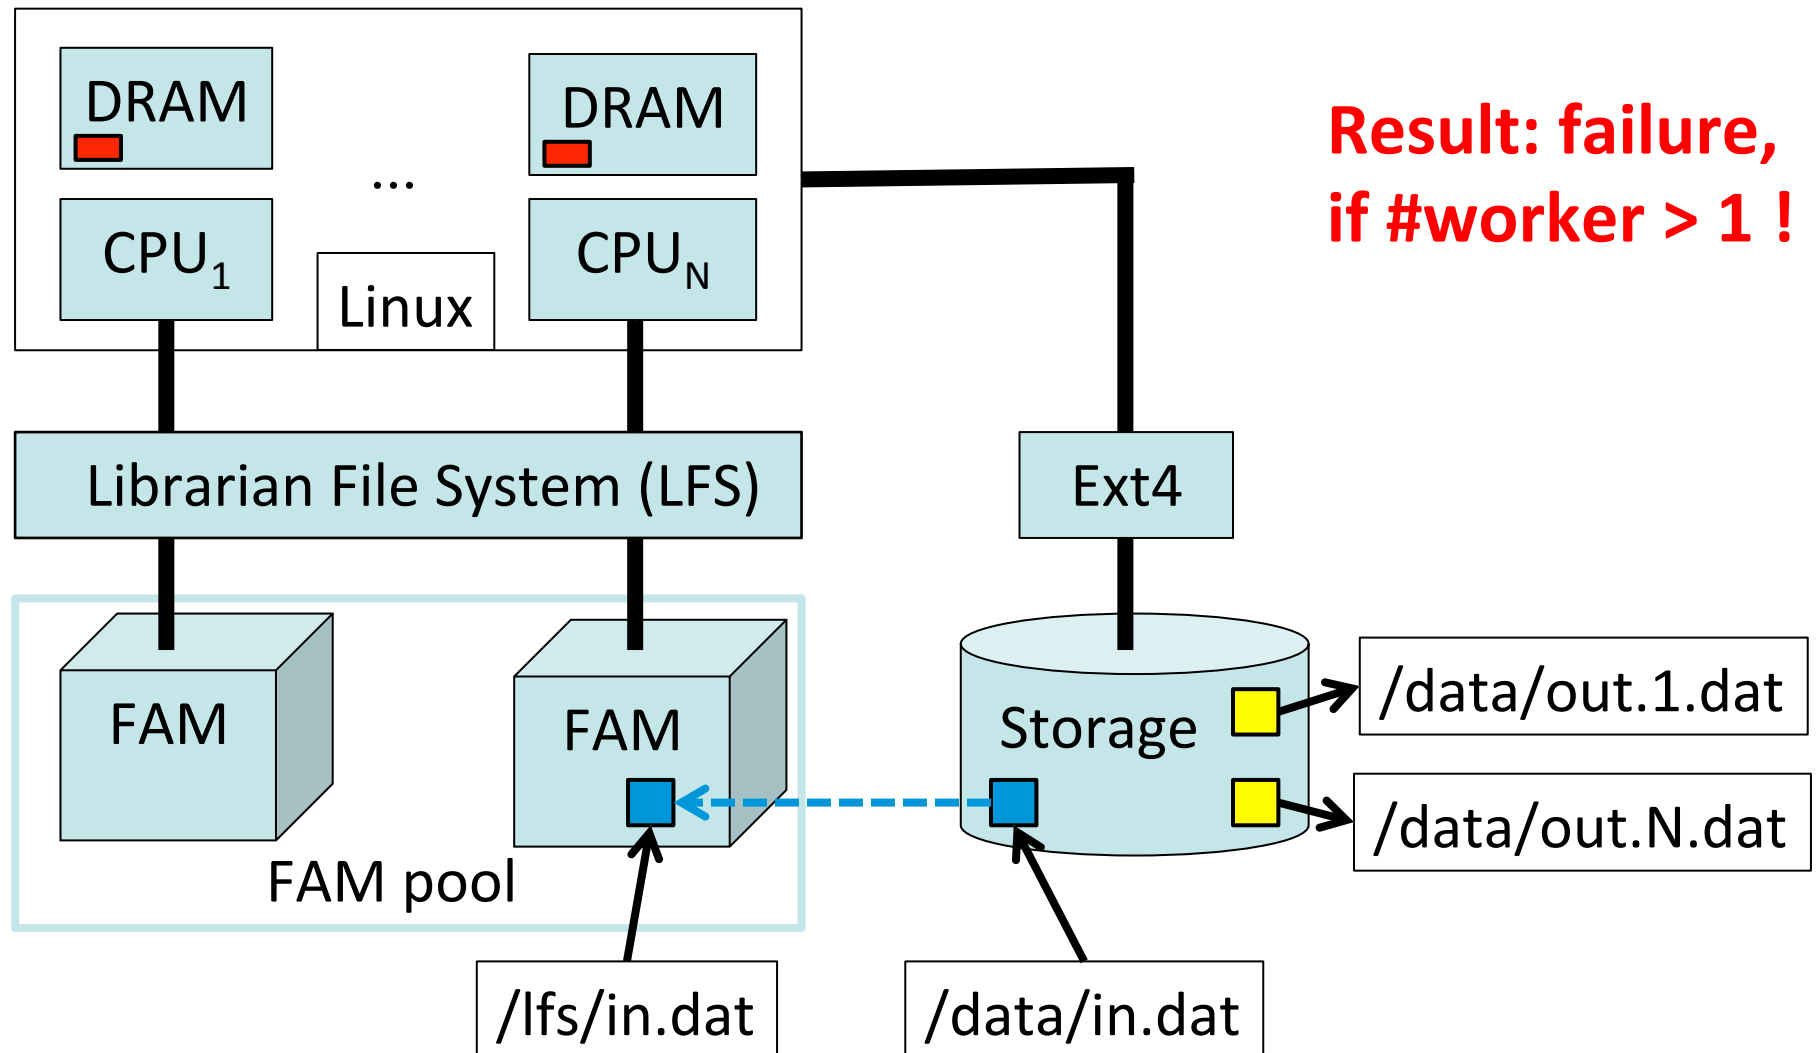 DRAM
DRAM
Result: failure,
if #worker > 1 !
...
CPU1
CPUN
Linux
Librarian File System (LFS)
Ext4
FAM
FAM
Storage
/data/out.1.dat
/data/out.N.dat
FAM pool
/lfs/in.dat
/data/in.dat